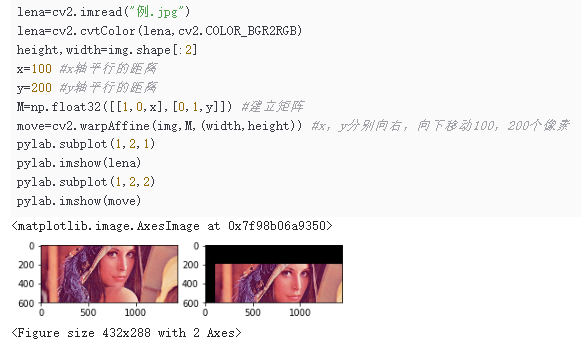 lena=cv2.imread("例.jpg")
lena=cv2.cvtColor(lena,cv2.COLOR_BGR2RGB)
height,width=img.shape[:2]
x=100 #x轴平行的距离
y=200 #y轴平行的距离
M=np.float32([[1,0,x],[0,1,y]]) #建立矩阵
move=cv2.warpAffine(img,M,(width,height)) #x, y分别向右, 向下移动100, 200个像素
pylab.subplot(1,2,1)
pylab.imshow(lena)
pylab.subplot(1,2,2)
pylab.imshow(move)
<matplotlib.image.AxesImage at 0x7f98b06a9350>
0 0
200 200
400 400
600 600
0 500 1000 0 500 1000
<Figure size 432x288 with 2 Axes>